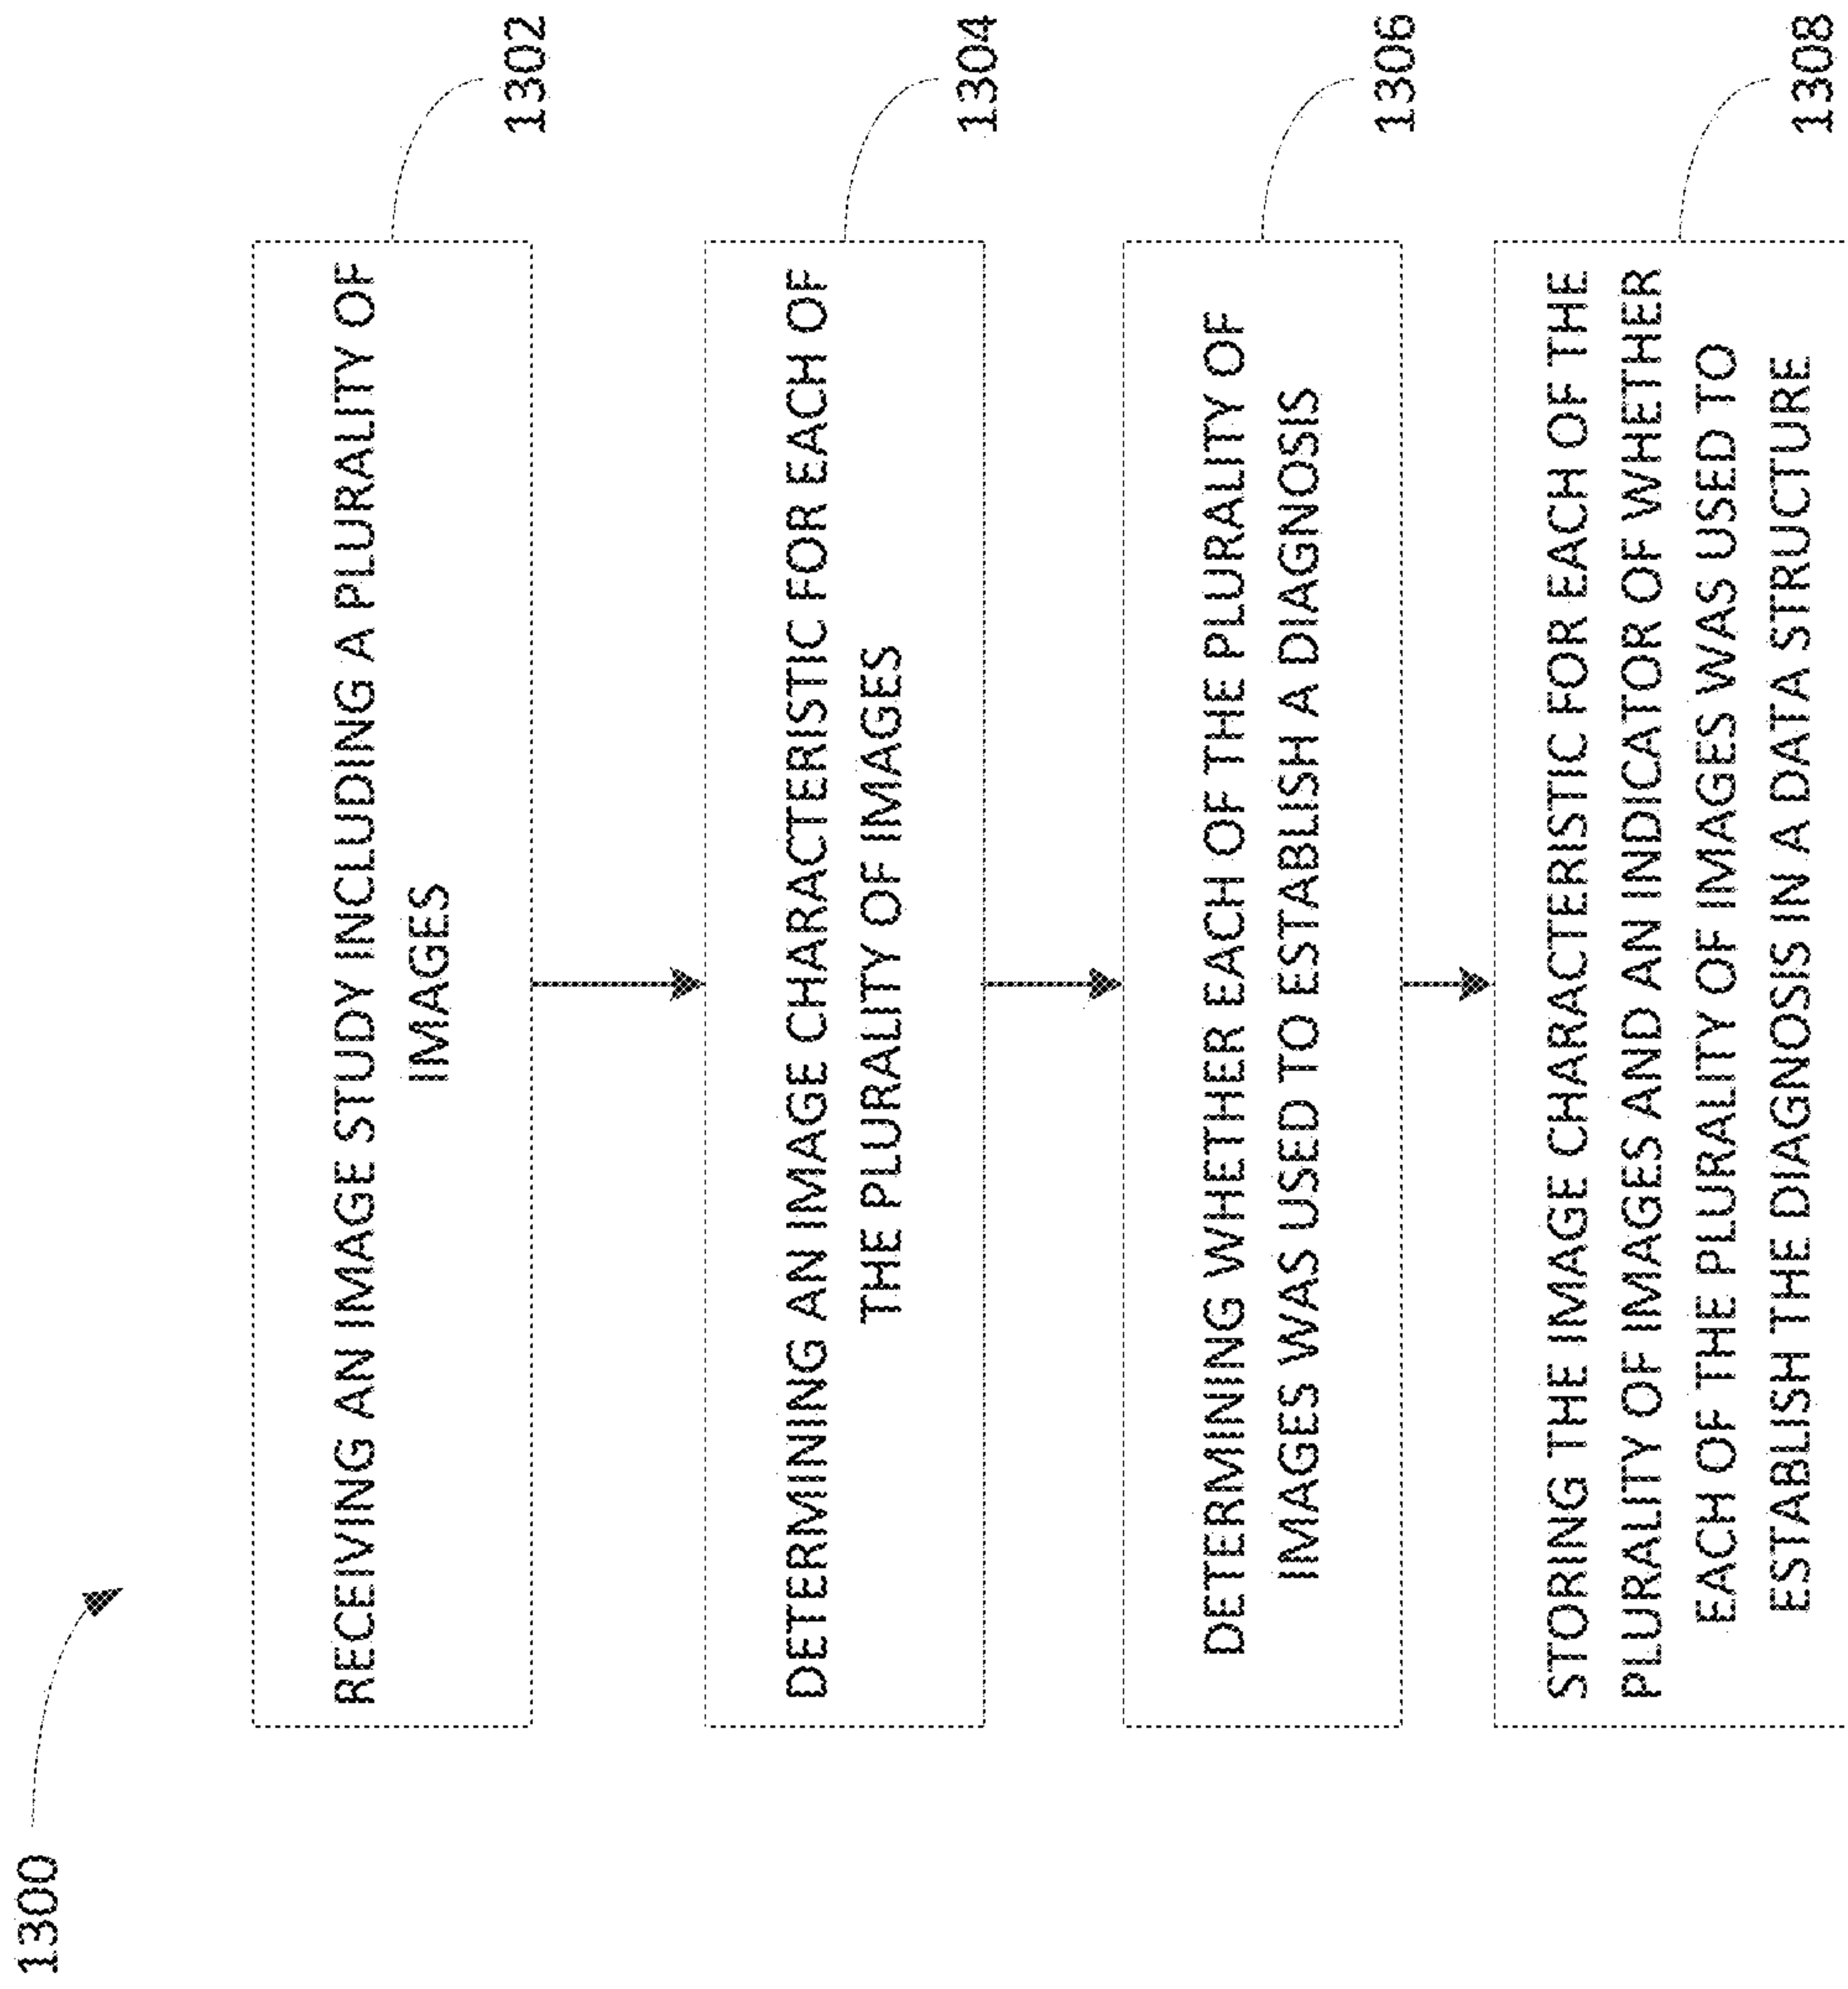 1300
RECEIVING AN IMAGE STUDY INCLUDING A PLURALITY OF
IMAGES
1302
DETERMINING AN IMAGE CHARACTERISTIC FOR EACH OF
THE PLURALITY OF IMAGES
1304
DETERMINING WHETHER EACH OF THE PLURALITY OF
IMAGES WAS USED TO ESTABLISH A DIAGNOSIS
1306
STORING THE IMAGE CHARACTERISTIC FOR EACH OF THE
PLURALITY OF IMAGES AND AN INDICATOR OF WHETHER
EACH OF THE PLURALITY OF IMAGES WAS USED TO
ESTABLISH THE DIAGNOSIS IN A DATA STRUCTURE
1308